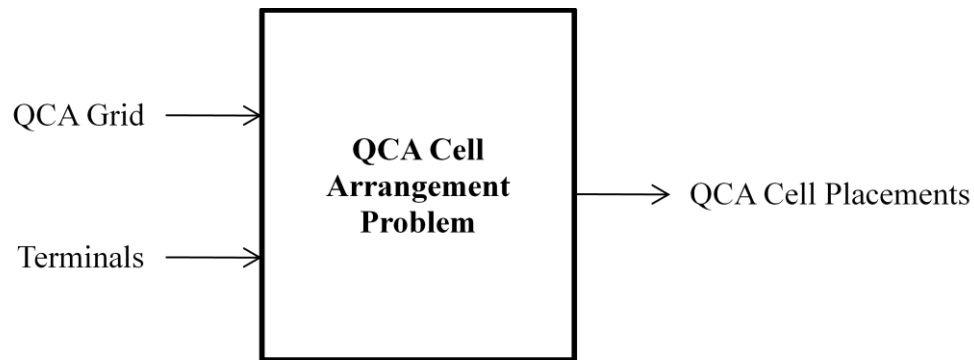 QCA Grid
Terminals
QCA Cell
Arrangement
Problem
QCA Cell Placements